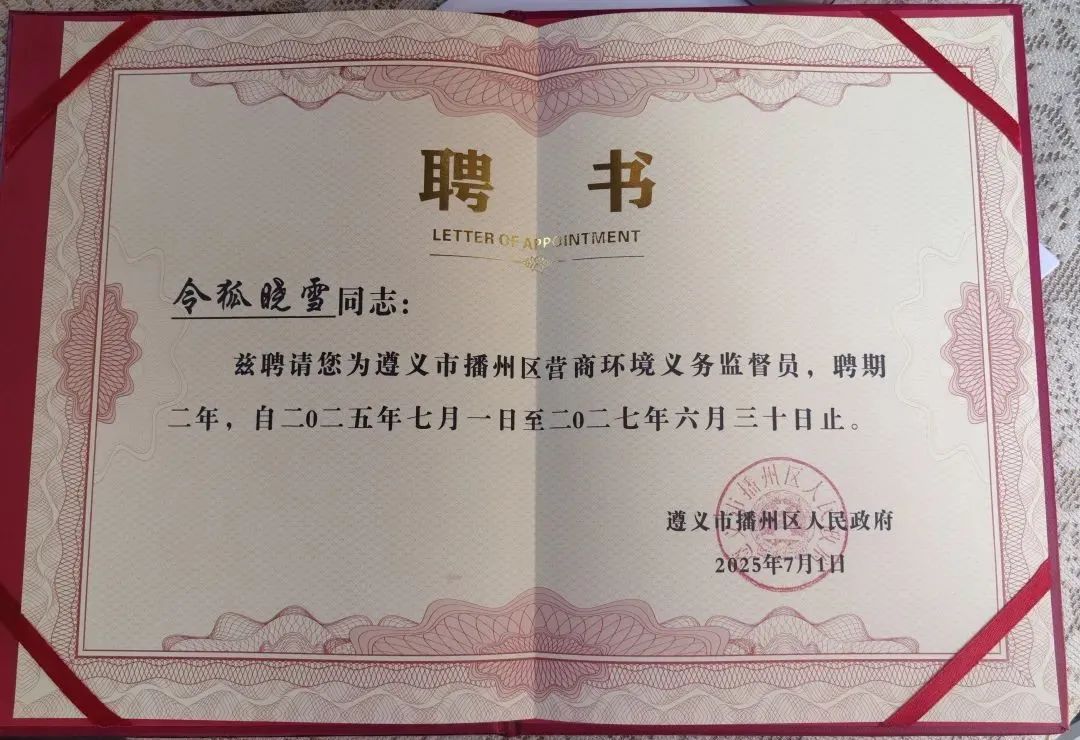 聘 书
LETTER OF APPOINTMENT
令狐晓雪同志：
兹聘请您为遵义市播州区营商环境义务监督员，聘期
二年，自二0二五年七月一日至二0二七年六月三十日止。
遵义市播州区人民政府
2025年7月1日